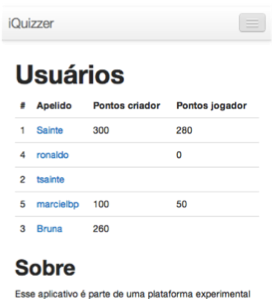 iQuizzer
Usuários
# Apelido Pontos criador Pontos jogador
1 Sainte 300 280
4 ronaldo 0
2 tsainte
5 marcielbp 100 50
3 Bruna 260
Sobre
Esse aplicativo é parte de uma plataforma experimental